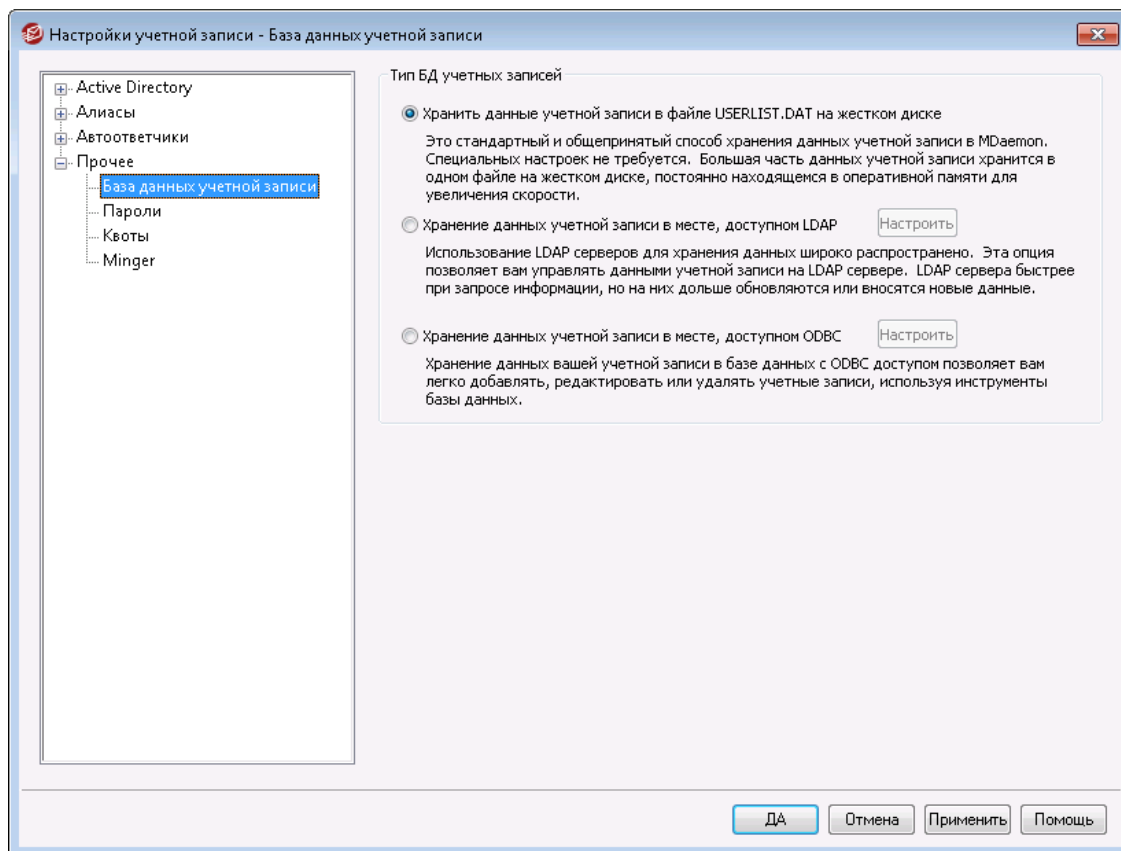 Настройки учетной записи - База данных учетной записи
Active Directory
Алиасы
Автоответчики
Прочее
База данных учетной записи
Пароли
Квоты
Minger
Тип БД учетных записей
Хранить данные учетной записи в файле USERLIST.DAT на жестком диске
Это стандартный и общепринятый способ хранения данных учетной записи в MDaemon.
Специальных настроек не требуется. Большая часть данных учетной записи хранится в
одном файле на жестком диске, постоянно находящемся в оперативной памяти для
увеличения скорости.
Хранение данных учетной записи в месте, доступном LDAP Настроить
Использование LDAP серверов для хранения данных широко распространено. Эта опция
позволяет вам управлять данными учетной записи на LDAP сервере. LDAP сервера быстрее
при запросе информации, но на них дольше обновляются или вносятся новые данные.
Хранение данных учетной записи в месте, доступном ODBC Настроить
Хранение данных вашей учетной записи в базе данных с ODBC доступом позволяет вам
легко добавлять, редактировать или удалять учетные записи, используя инструменты
базы данных.
ДА Отмена Применить Помощь